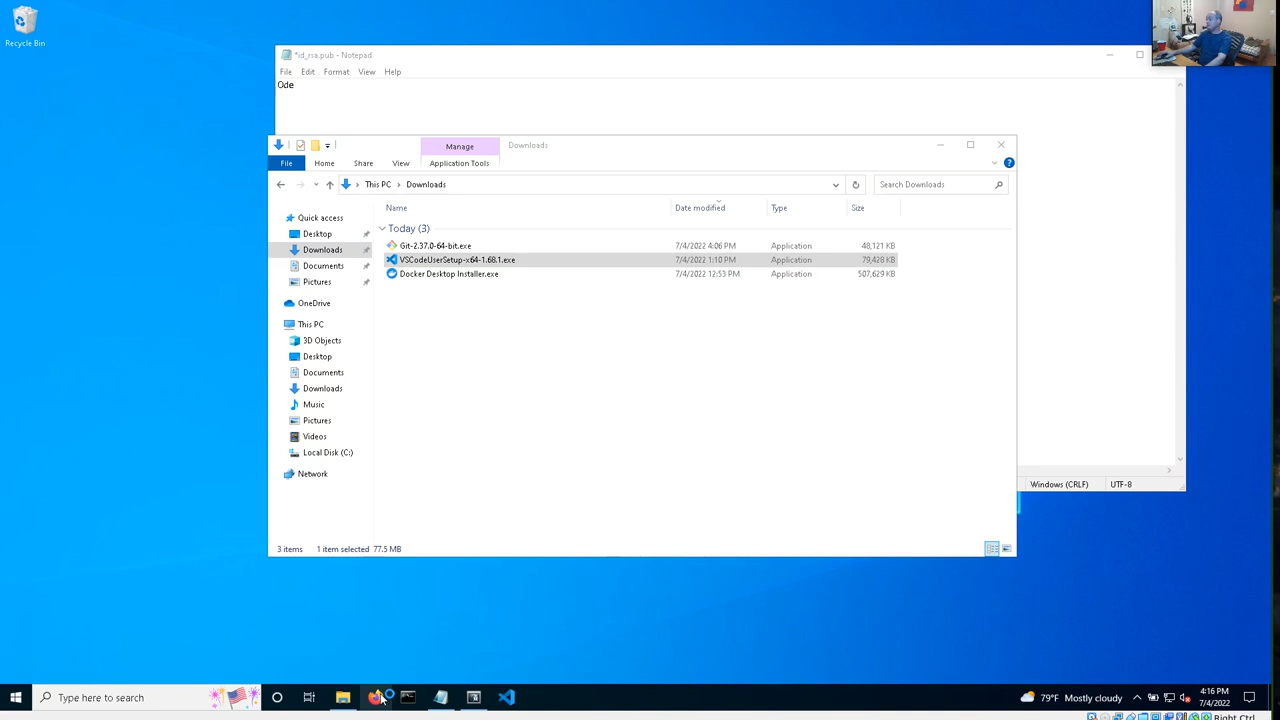 Recycle Bin
*id_rsa.pub - Notepad
File Edit Format View Help
Ode
Manage Downloads
File Home Share View Application Tools
This PC Downloads
Search Downloads
Name Date modified Type Size
Quick access
Desktop
Downloads
Documents
Pictures
OneDrive
This PC
3D Objects
Desktop
Documents
Downloads
Music
Pictures
Videos
Local Disk (C:)
Network
Today (3)
Git-2.37.0-64-bit.exe 7/4/2022 4:06 PM Application 48,121 KB
VSCodeUserSetup-x64-1.68.1.exe 7/4/2022 1:10 PM Application 79,428 KB
Docker Desktop Installer.exe 7/4/2022 12:53 PM Application 507,629 KB
Windows (CRLF) UTF-8
3 items 1 item selected 77.5 MB
Type here to search
79°F Mostly cloudy
4:16 PM
7/4/2022
Right Ctrl